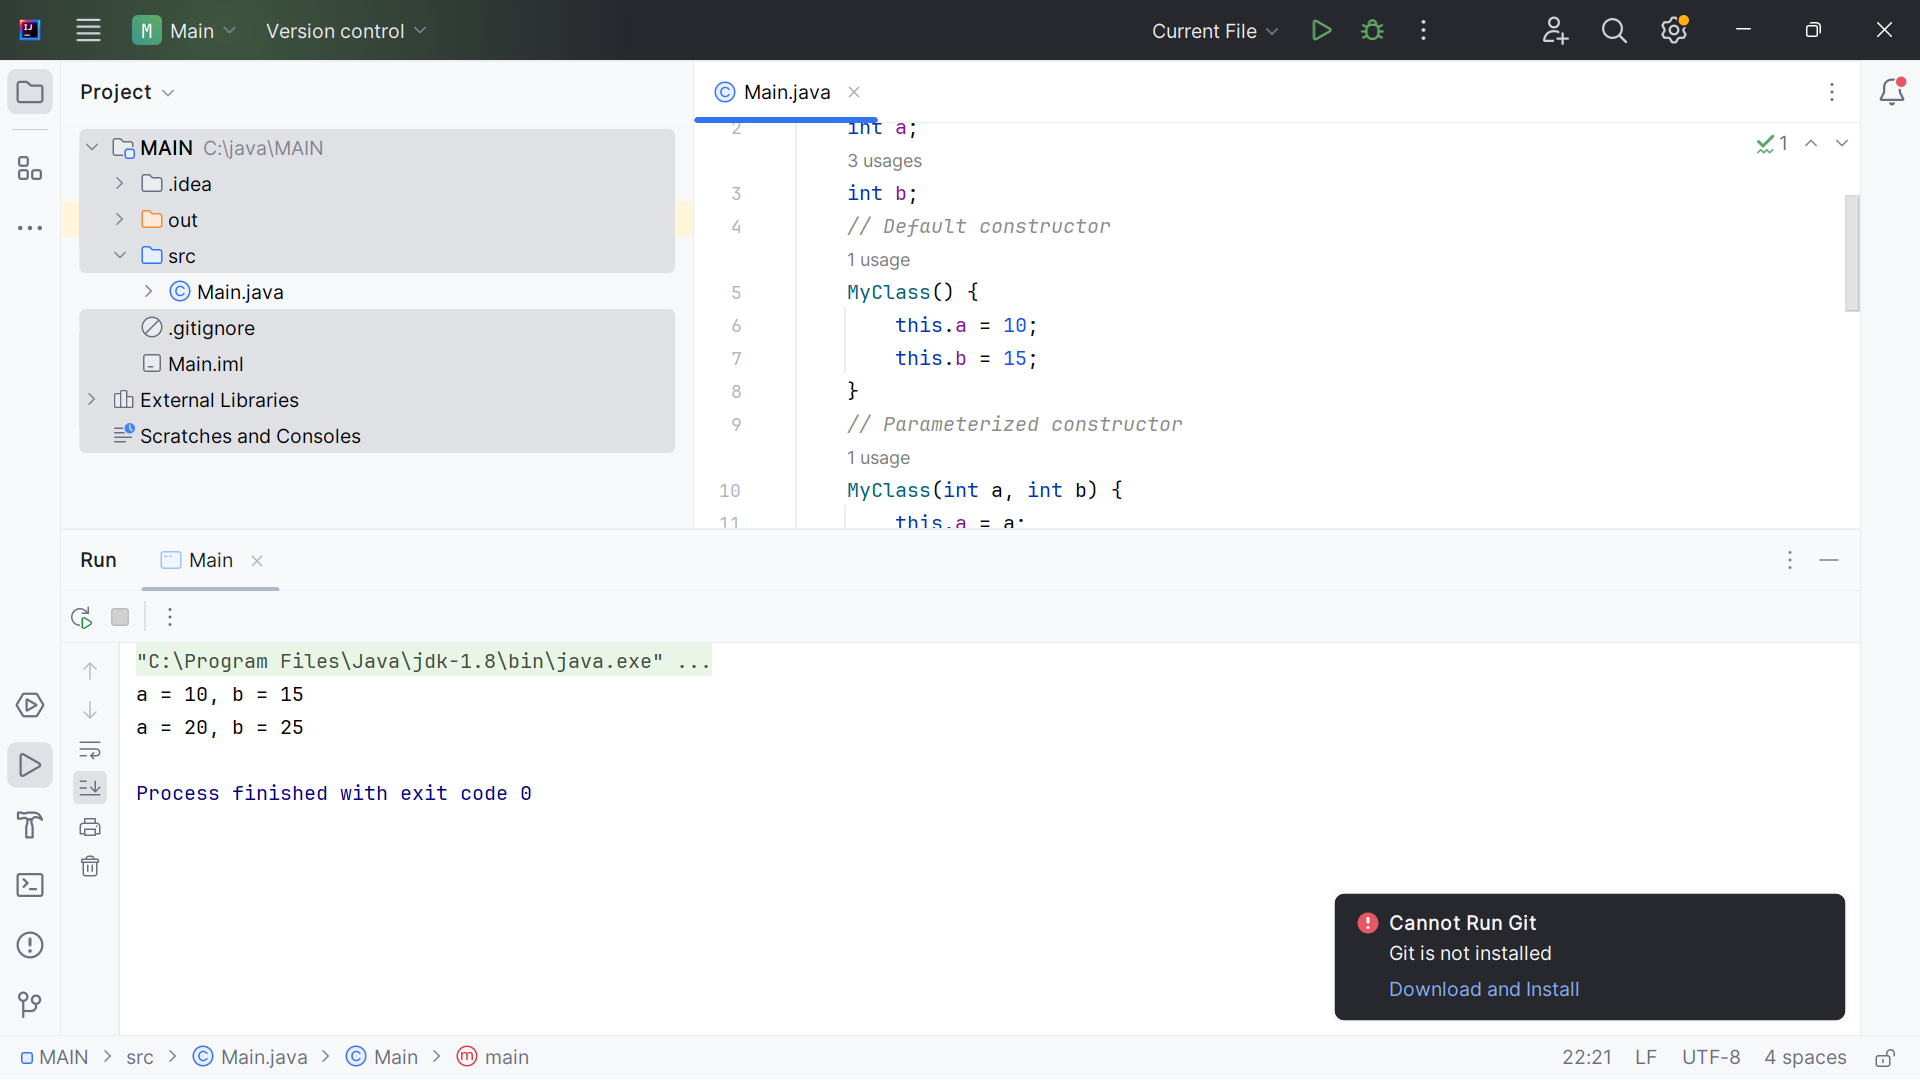 M Main Version control Current File
Project
MAIN C:\java\MAIN
.idea
out
src
Main.java
.gitignore
Main.iml
External Libraries
Scratches and Consoles
Main.java
1
2 int a;
3 usages
3 int b;
4 // Default constructor
1 usage
5 MyClass() {
6 this.a = 10;
7 this.b = 15;
8 }
9 // Parameterized constructor
1 usage
10 MyClass(int a, int b) {
11 this.a = a;
Run Main
"C:\Program Files\Java\jdk-1.8\bin\java.exe" ...
a = 10, b = 15
a = 20, b = 25
Process finished with exit code 0
Cannot Run Git
Git is not installed
Download and Install
MAIN > src > Main.java > Main > main 22:21 LF UTF-8 4 spaces